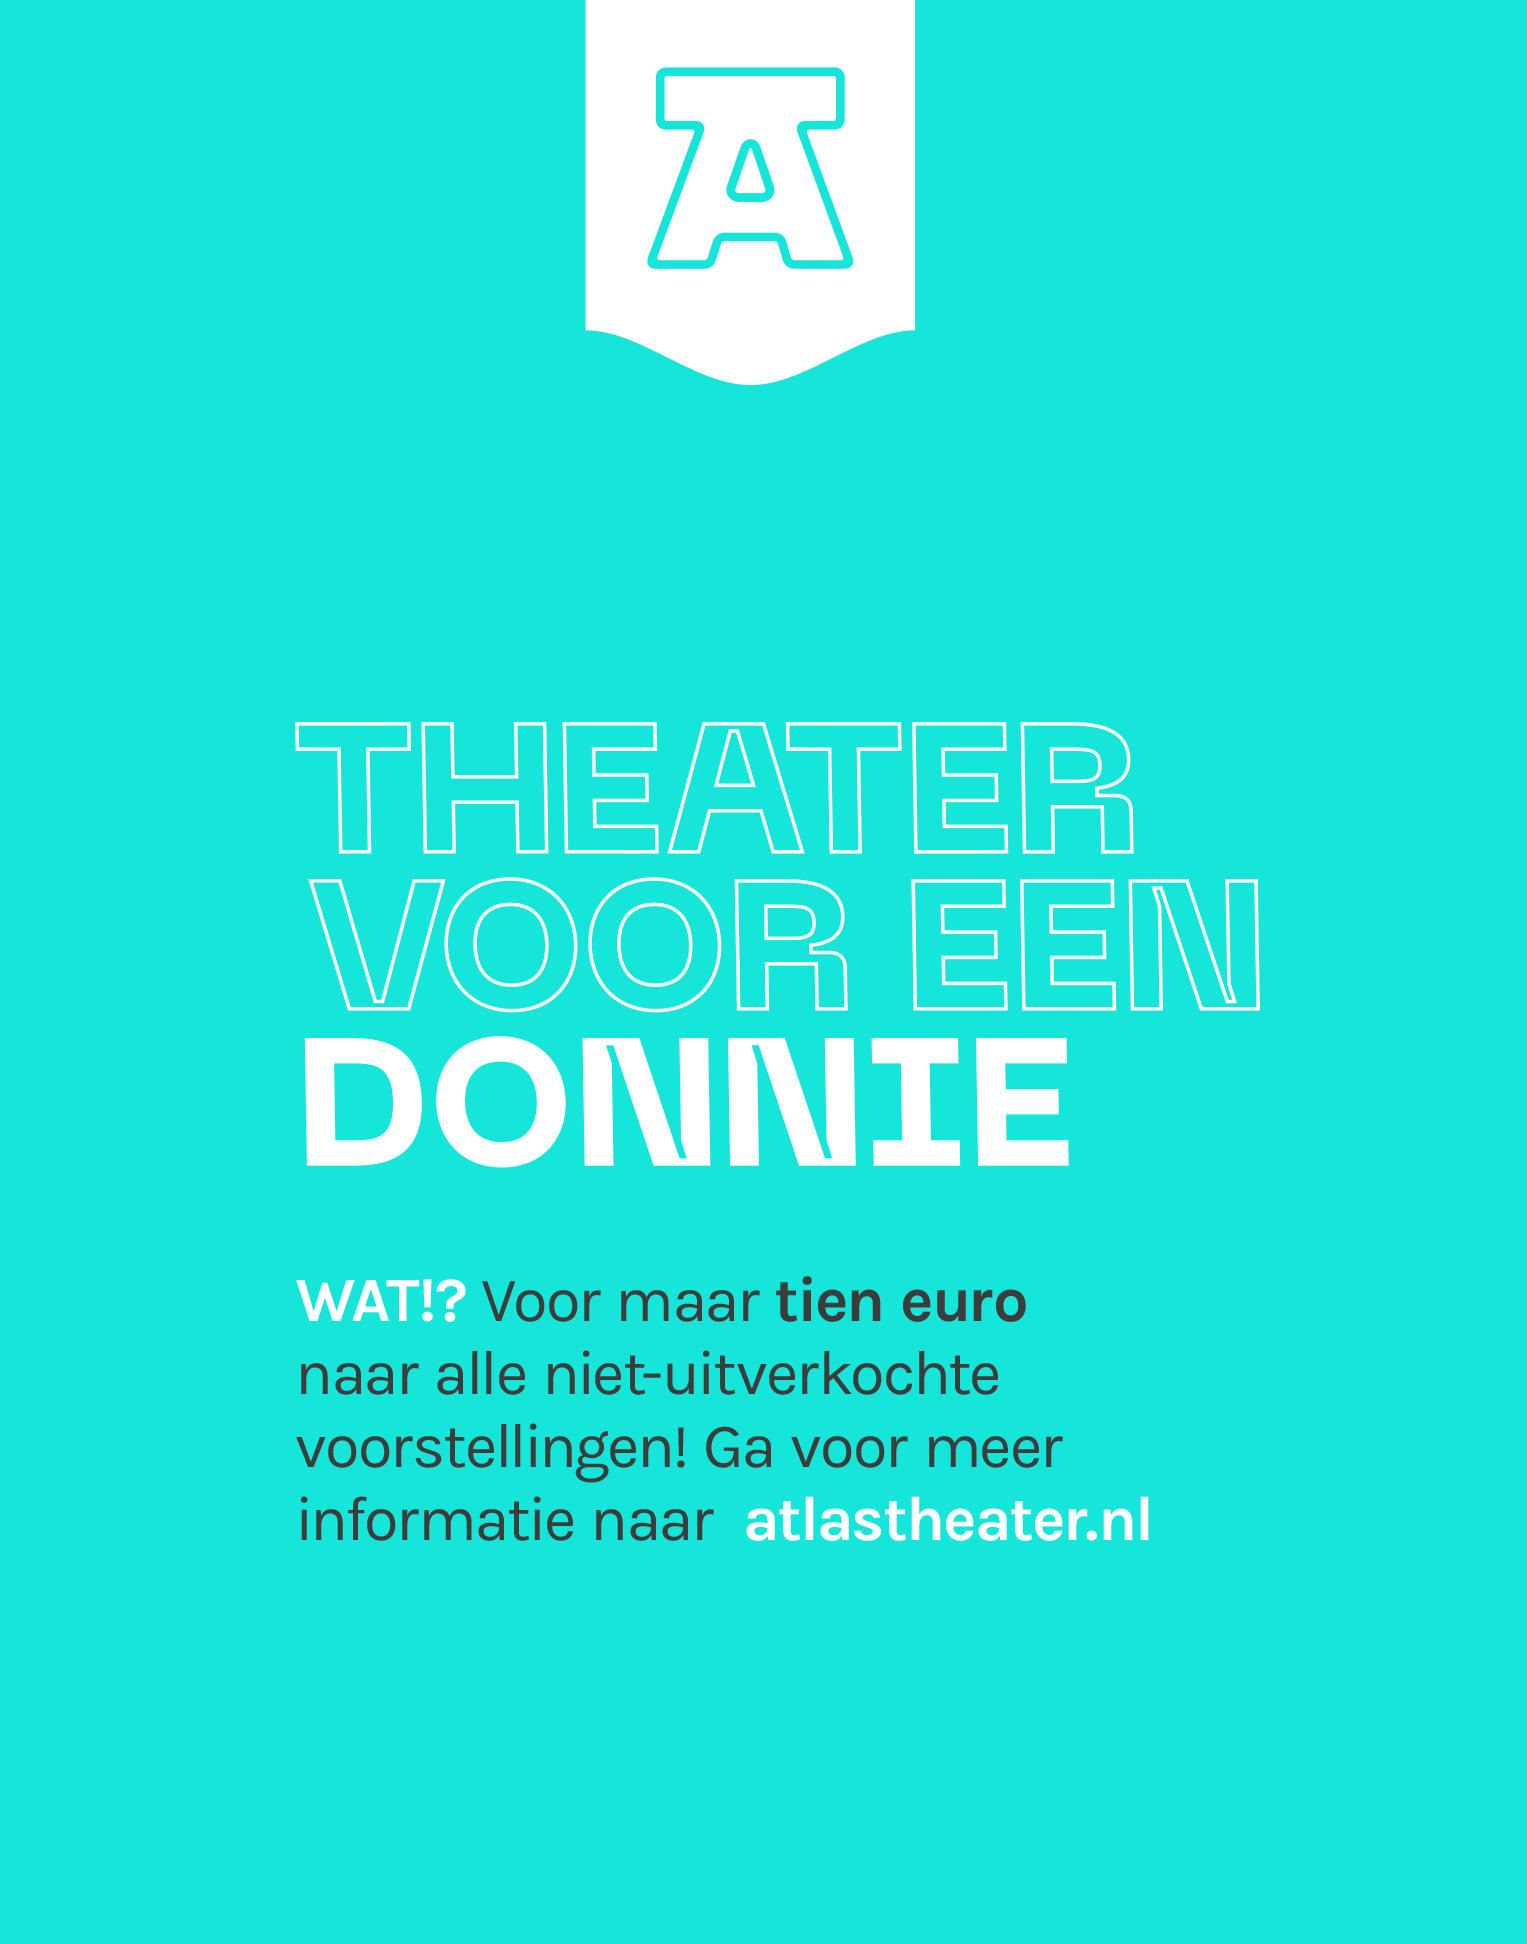 A
THEATER
VOOR EEN
DONNIE
WAT!? Voor maar tien euro
naar alle niet-uitverkochte
voorstellingen! Ga voor meer
informatie naar atlastheater.nl